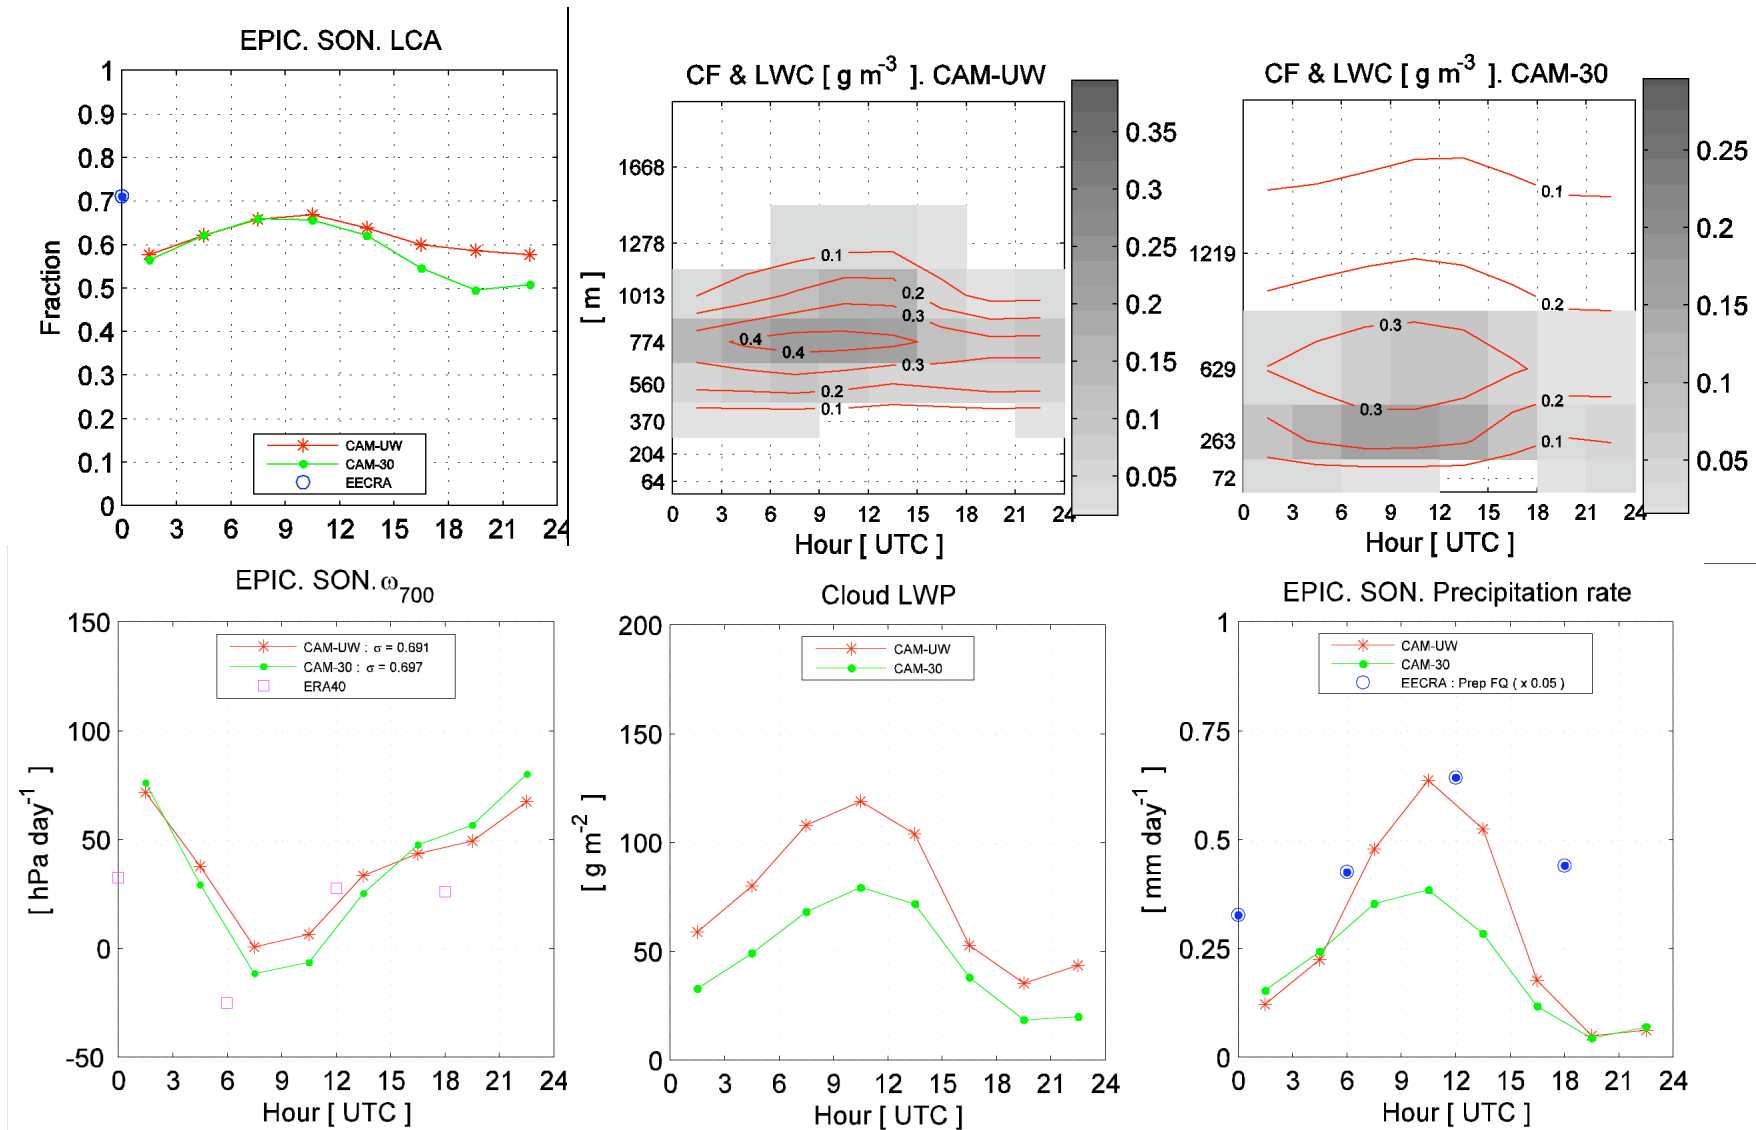 EPIC. SON. LCA
1
0.9
0.8
0.7
0.6
0.5
0.4
0.3
0.2
0.1
0
Fraction
CAM-UW
CAM-30
EECRA
0 3 6 9 12 15 18 21 24
CF & LWC [ g m-3 ]. CAM-UW
[ m ]
1668
1278
1013
774
560
370
204
64
0.1
0.2
0.3
0.4
0.4
0.3
0.2
0.1
0.35
0.3
0.25
0.2
0.15
0.1
0.05
0 3 6 9 12 15 18 21 24
Hour [ UTC ]
CF & LWC [ g m-3 ]. CAM-30
1219
629
263
72
0.1
0.2
0.3
0.3
0.2
0.1
0.25
0.2
0.15
0.1
0.05
0 3 6 9 12 15 18 21 24
Hour [ UTC ]
EPIC. SON. ω700
150
100
50
0
-50
[ hPa day-1 ]
CAM-UW : σ = 0.691
CAM-30 : σ = 0.697
ERA40
0 3 6 9 12 15 18 21 24
Hour [ UTC ]
Cloud LWP
200
150
100
50
0
[ g m-2 ]
CAM-UW
CAM-30
0 3 6 9 12 15 18 21 24
Hour [ UTC ]
EPIC. SON. Precipitation rate
1
0.75
0.5
0.25
0
[ mm day-1 ]
CAM-UW
CAM-30
EECRA : Prep FQ ( x 0.05 )
0 3 6 9 12 15 18 21 24
Hour [ UTC ]